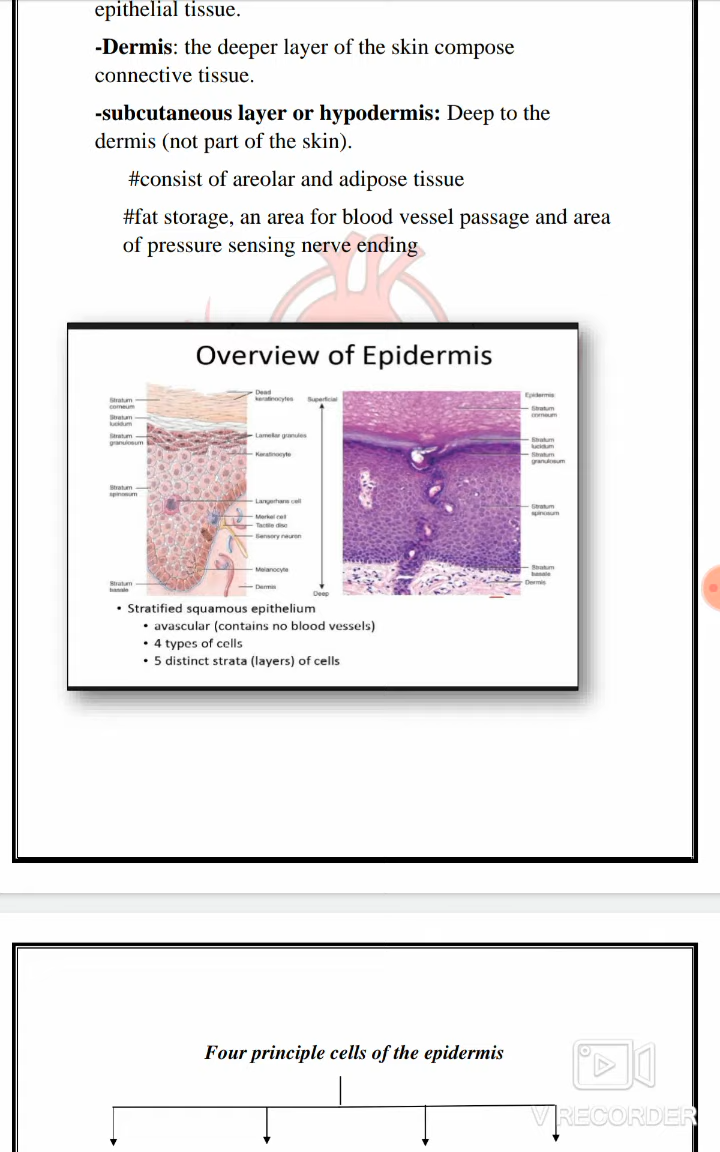 epithelial tissue.
-Dermis: the deeper layer of the skin compose
connective tissue.
-subcutaneous layer or hypodermis: Deep to the
dermis (not part of the skin).
#consist of areolar and adipose tissue
#fat storage, an area for blood vessel passage and area
of pressure sensing nerve ending
Overview of Epidermis
Stratum
corneum
Stratum
lucidum
Stratum
granulosum
Stratum
spinosum
Stratum
basale
Dead
keratinocytes
Lamellar granules
Keratinocyte
Langerhans cell
Merkel cell
Tactile disc
Sensory neuron
Melanocyte
Dermis
Superficial
Deep
Epidermis:
Stratum
corneum
Stratum
lucidum
Stratum
granulosum
Stratum
spinosum
Stratum
basale
Dermis
• Stratified squamous epithelium
• avascular (contains no blood vessels)
• 4 types of cells
• 5 distinct strata (layers) of cells
Four principle cells of the epidermis
V RECORDER